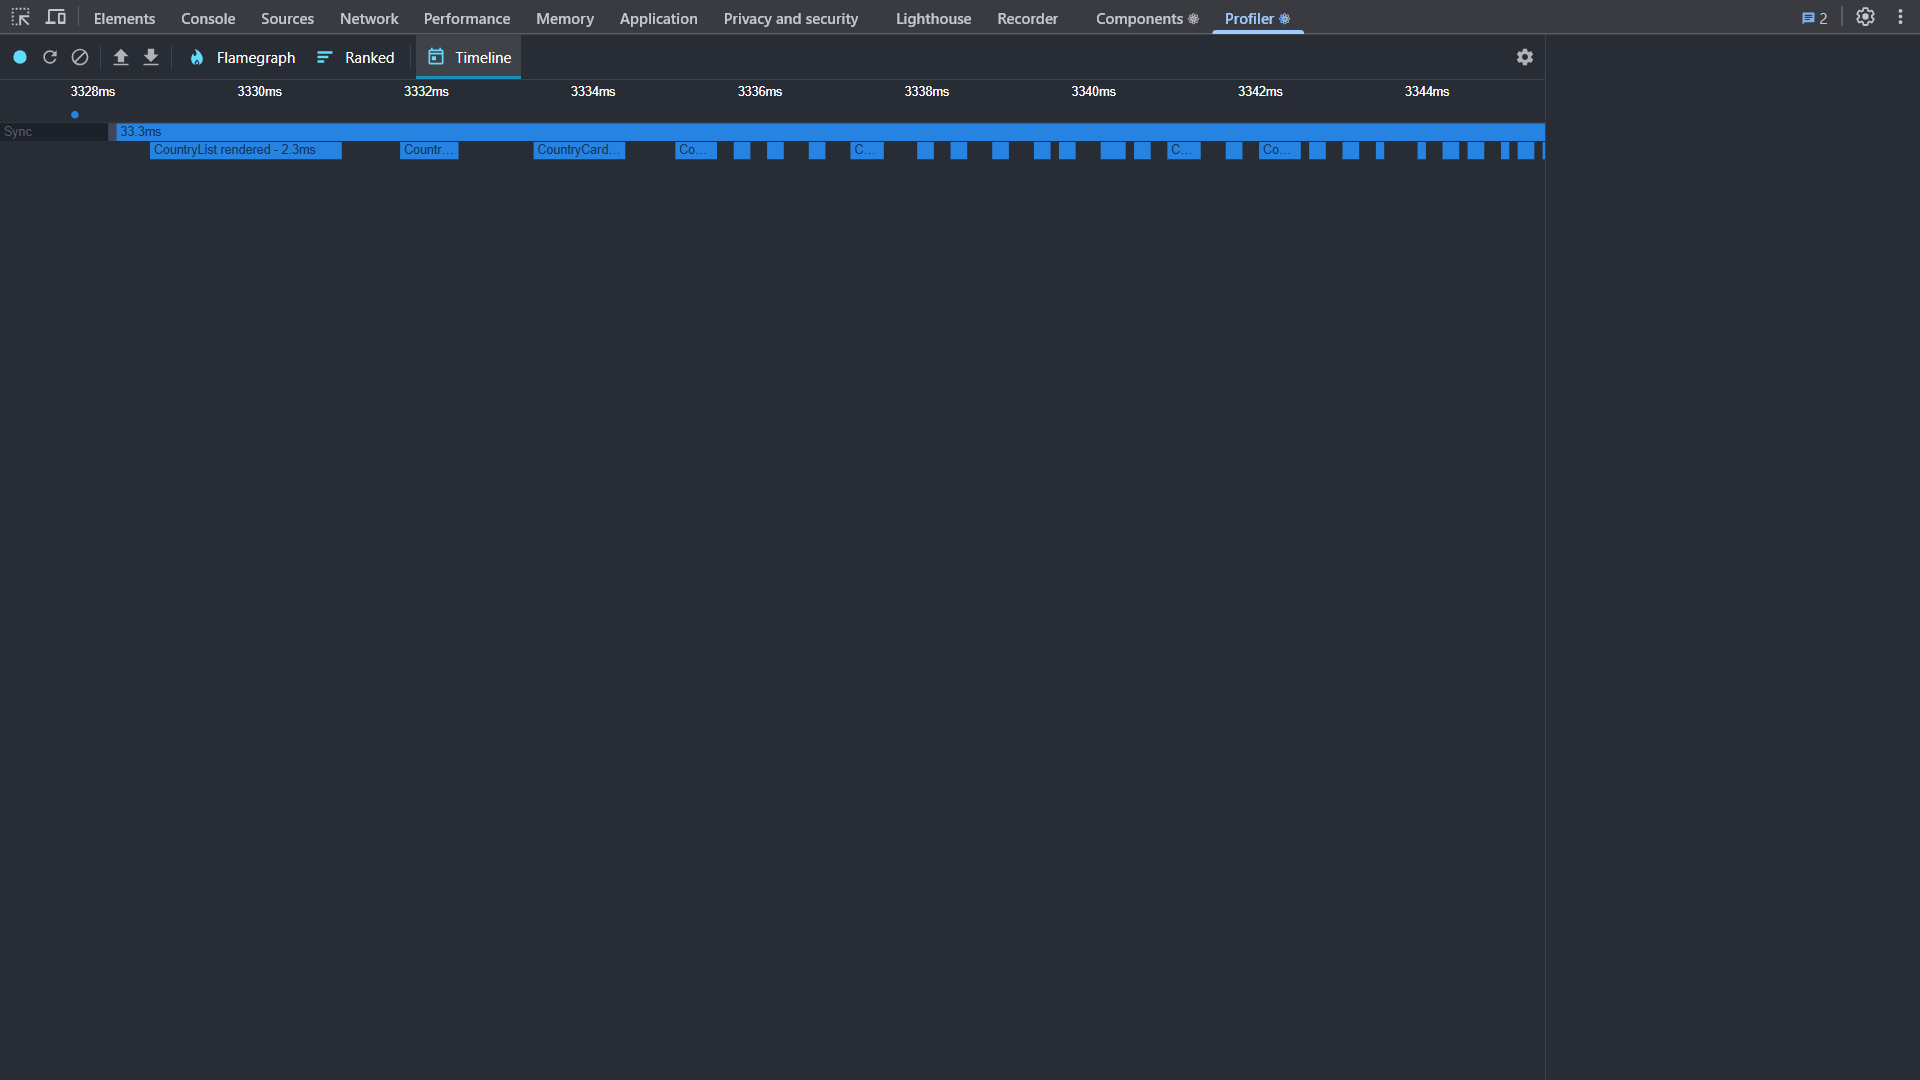 Elements Console Sources Network Performance Memory Application Privacy and security Lighthouse Recorder Components Profiler 2
Flamegraph Ranked Timeline
3328ms 3330ms 3332ms 3334ms 3336ms 3338ms 3340ms 3342ms 3344ms
Sync 33.3ms
CountryList rendered - 2.3ms Countr... CountryCard... Co... C... C... Co...